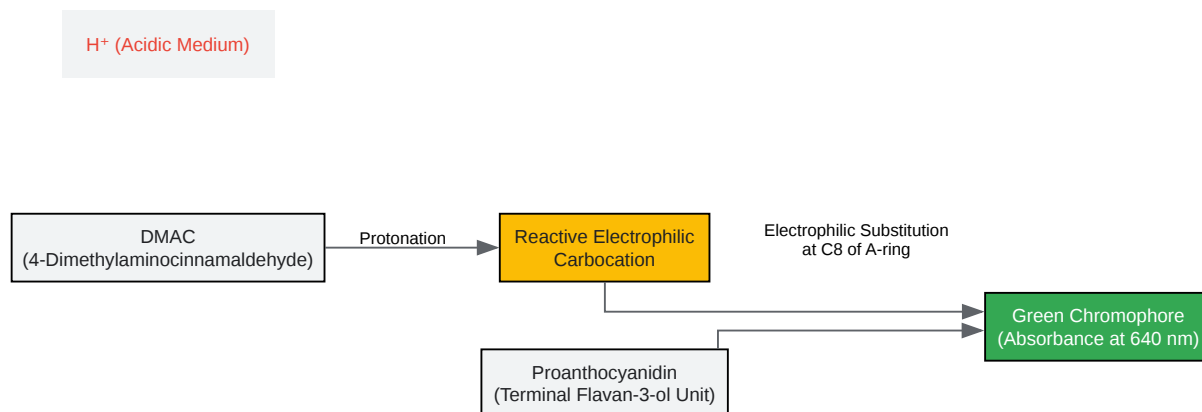 H⁺ (Acidic Medium)
DMAC
(4-Dimethylaminocinnamaldehyde)
Protonation
Reactive Electrophilic
Carbocation
Electrophilic Substitution
at C8 of A-ring
Green Chromophore
(Absorbance at 640 nm)
Proanthocyanidin
(Terminal Flavan-3-ol Unit)